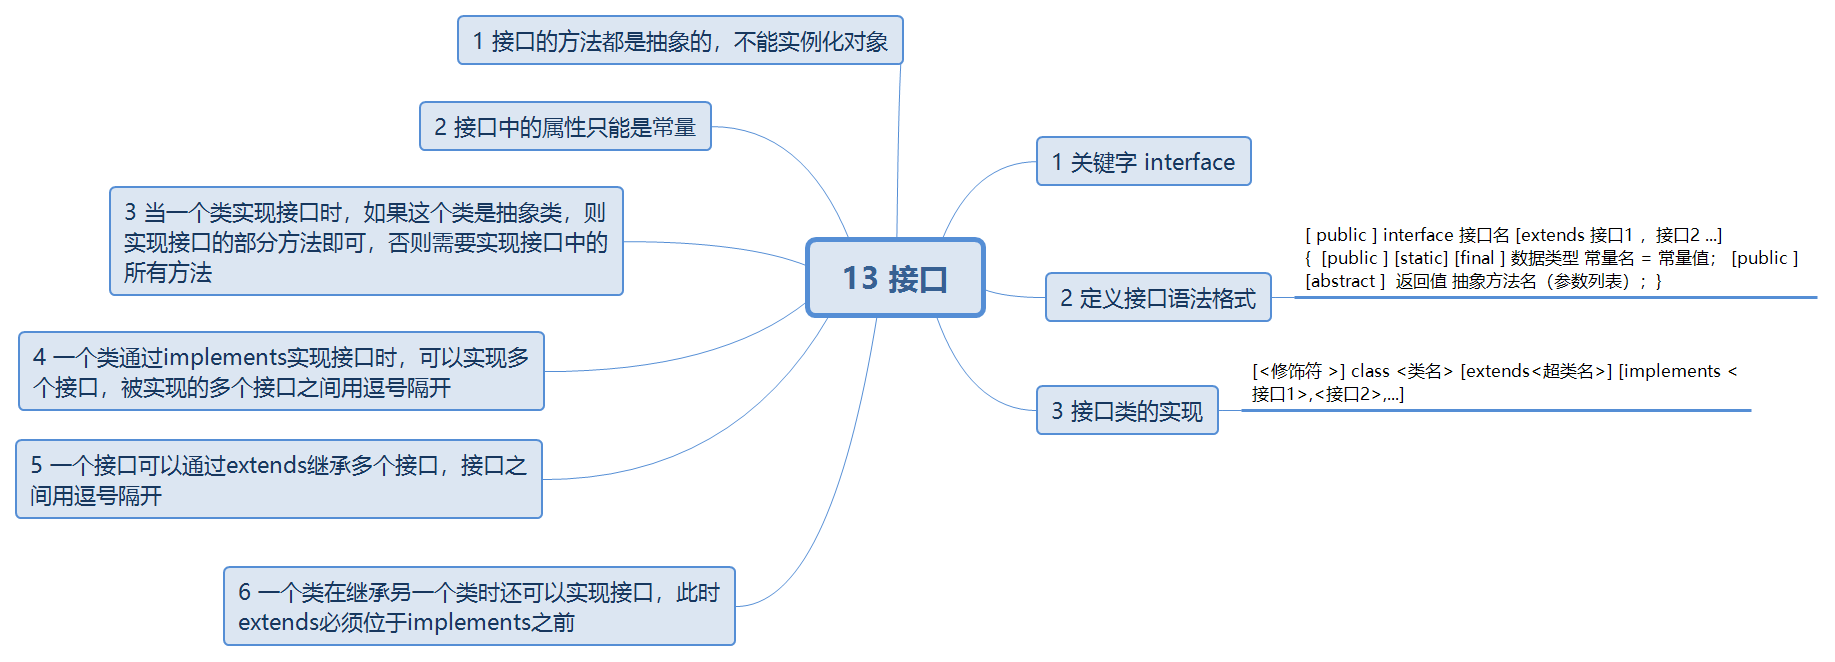 1 接口的方法都是抽象的，不能实例化对象
2 接口中的属性只能是常量
3 当一个类实现接口时，如果这个类是抽象类，则
实现接口的部分方法即可，否则需要实现接口中的
所有方法
4 一个类通过implements实现接口时，可以实现多
个接口，被实现的多个接口之间用逗号隔开
5 一个接口可以通过extends继承多个接口，接口之
间用逗号隔开
6 一个类在继承另一个类时还可以实现接口，此时
extends必须位于implements之前
13 接口
1 关键字 interface
2 定义接口语法格式
[ public ] interface 接口名 [extends 接口1 ，接口2 ...]
{  [public ] [static] [final ] 数据类型 常量名 = 常量值； [public ]
[abstract ]  返回值 抽象方法名（参数列表）；}
3 接口类的实现
[<修饰符 >] class <类名> [extends<超类名>] [implements <
接口1>,<接口2>,...]